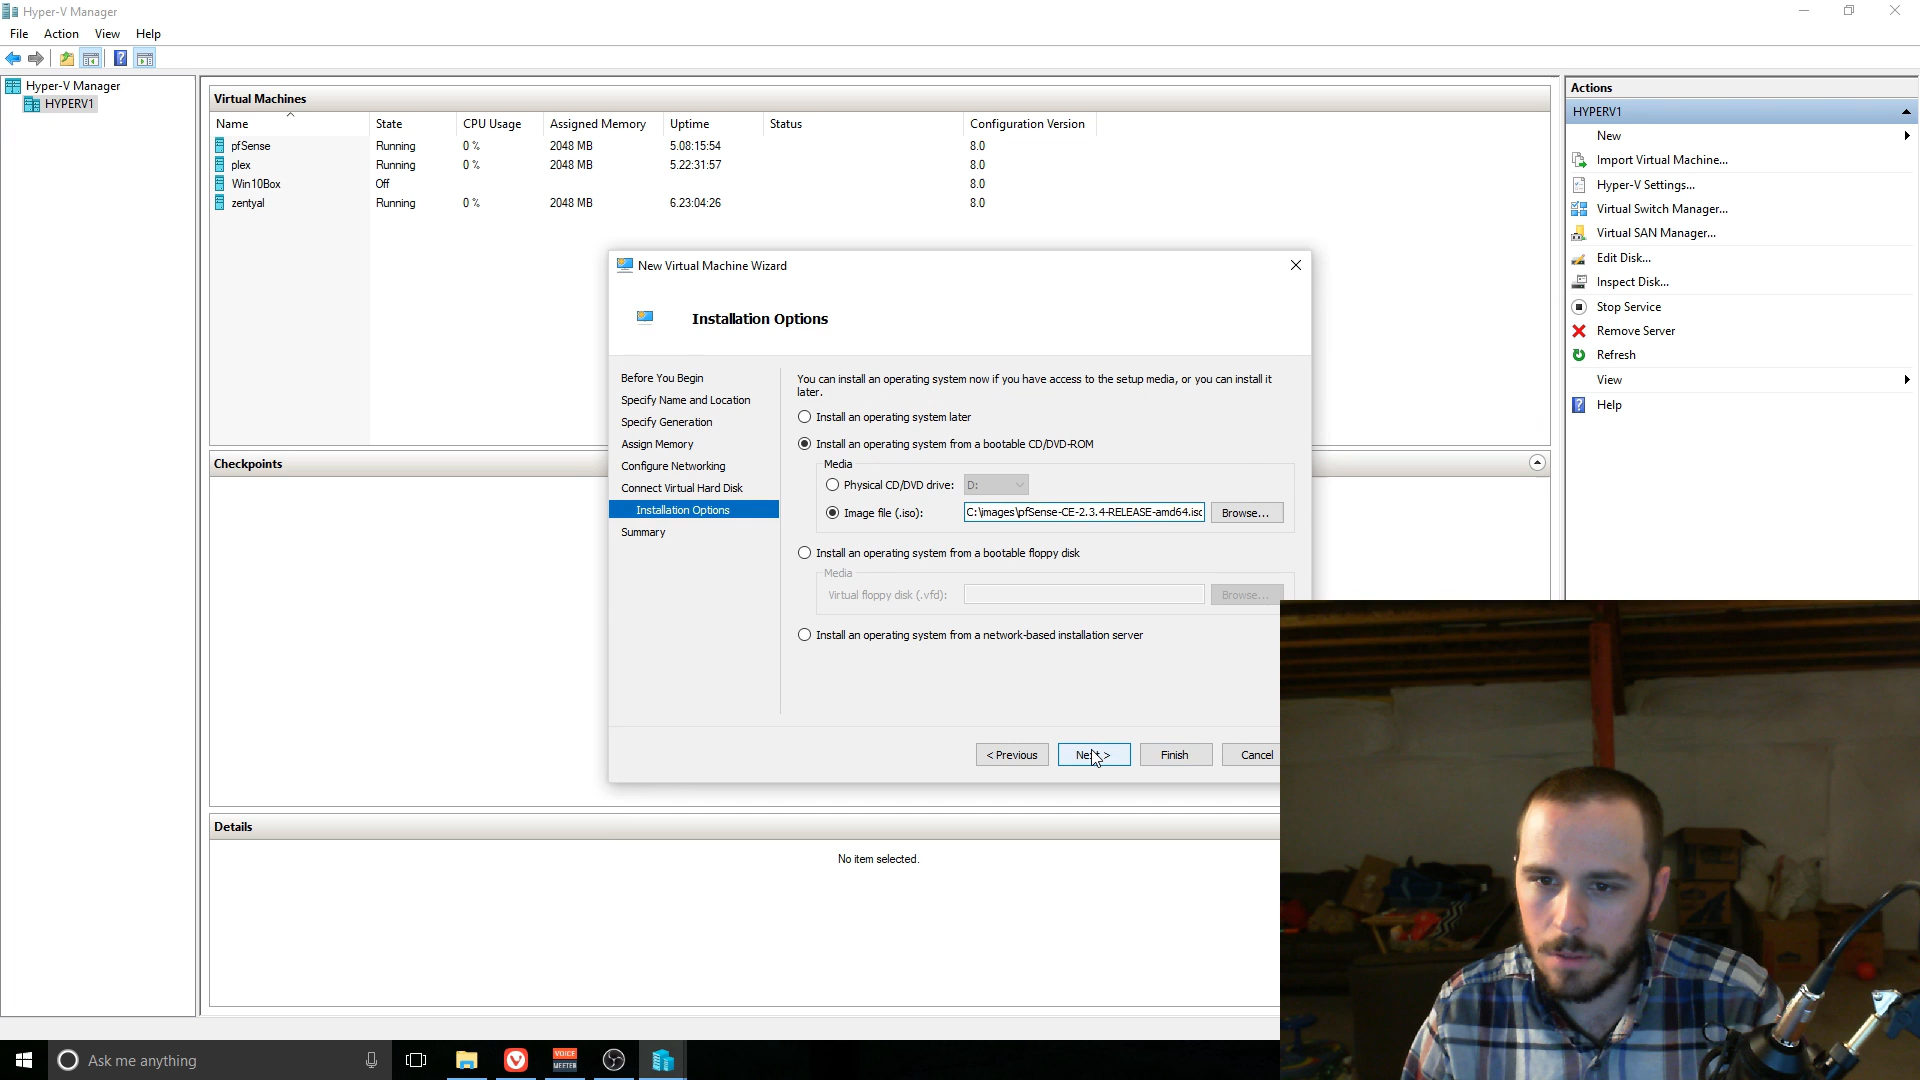 Hyper-V Manager
File Action View Help
Hyper-V Manager
HYPERV1
Virtual Machines
Name State CPU Usage Assigned Memory Uptime Status Configuration Version
pfSense Running 0 % 2048 MB 5.08:15:54 8.0
plex Running 0 % 2048 MB 5.22:31:57 8.0
Win10Box Off 8.0
zentyal Running 0 % 2048 MB 6.23:04:26 8.0
Checkpoints
Details
No item selected.
New Virtual Machine Wizard
Installation Options
Before You Begin
Specify Name and Location
Specify Generation
Assign Memory
Configure Networking
Connect Virtual Hard Disk
Installation Options
Summary
You can install an operating system now if you have access to the setup media, or you can install it
later.
Install an operating system later
Install an operating system from a bootable CD/DVD-ROM
Media
Physical CD/DVD drive: D:
Image file (.iso): C:\images\pfSense-CE-2.3.4-RELEASE-amd64.iso Browse...
Install an operating system from a bootable floppy disk
Media
Virtual floppy disk (.vfd): Browse...
Install an operating system from a network-based installation server
< Previous Next > Finish Cancel
Actions
HYPERV1
New
Import Virtual Machine...
Hyper-V Settings...
Virtual Switch Manager...
Virtual SAN Manager...
Edit Disk...
Inspect Disk...
Stop Service
Remove Server
Refresh
View
Help
Ask me anything
VOICE
MEETER